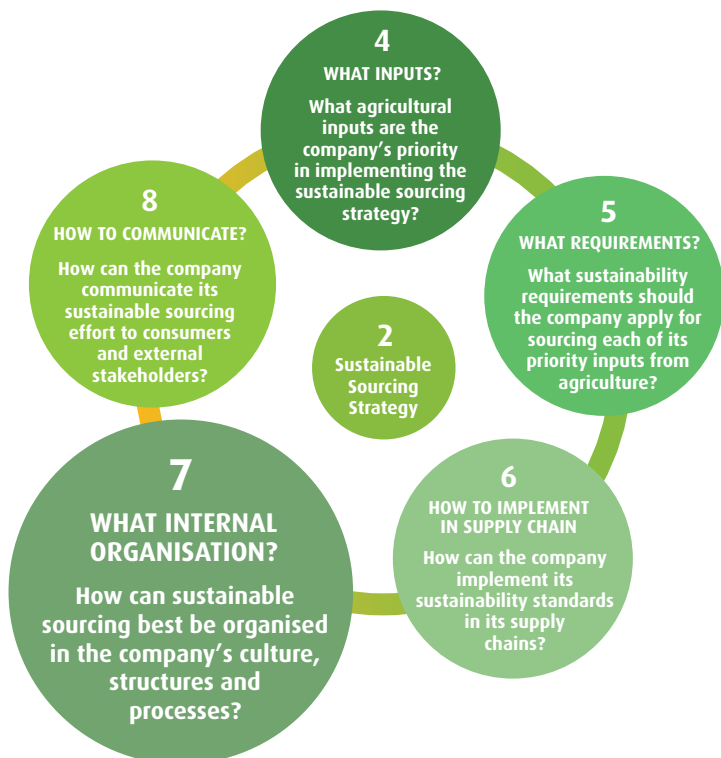 4
WHAT INPUTS?
What agricultural
inputs are the
company's priority
in implementing the
sustainable sourcing
strategy?
5
WHAT REQUIREMENTS?
What sustainability
requirements should
the company apply for
sourcing each of its
priority inputs from
agriculture?
6
HOW TO IMPLEMENT
IN SUPPLY CHAIN
How can the company
implement its
sustainability standards
in its supply
chains?
7
WHAT INTERNAL
ORGANISATION?
How can sustainable
sourcing best be organised
in the company's culture,
structures and
processes?
8
HOW TO COMMUNICATE?
How can the company
communicate its
sustainable sourcing
effort to consumers
and external
stakeholders?
2
Sustainable
Sourcing
Strategy